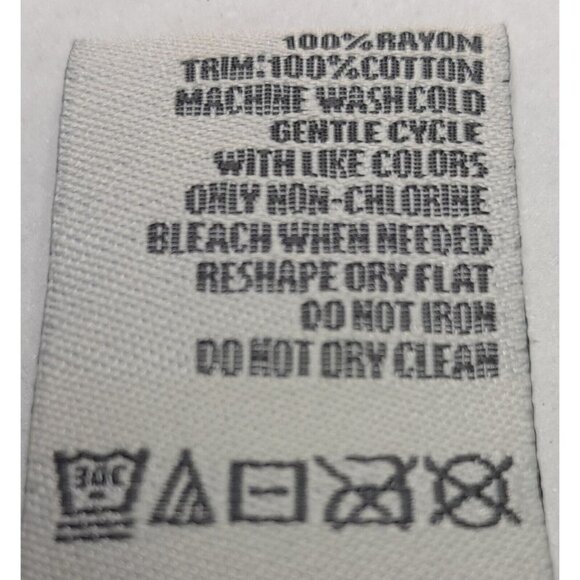 100% RAYON
TRIM: 100% COTTON
MACHINE WASH COLD
GENTLE CYCLE
WITH LIKE COLORS
ONLY NON-CHLORINE
BLEACH WHEN NEEDED
RESHAPE DRY FLAT
DO NOT IRON
DO NOT DRY CLEAN
30C